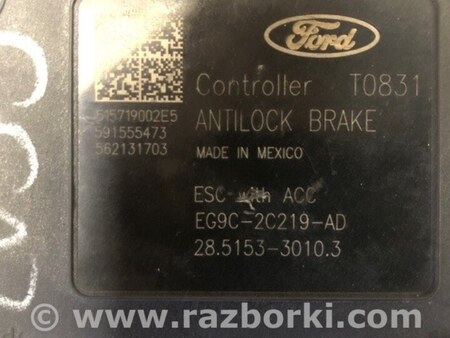 Ford
Controller T0831
515719002E5
591555473
562131703
ANTILOCK BRAKE
MADE IN MEXICO
ESC with ACC
EG9C-2C219-AD
28.5153-3010.3
© www.razborki.com